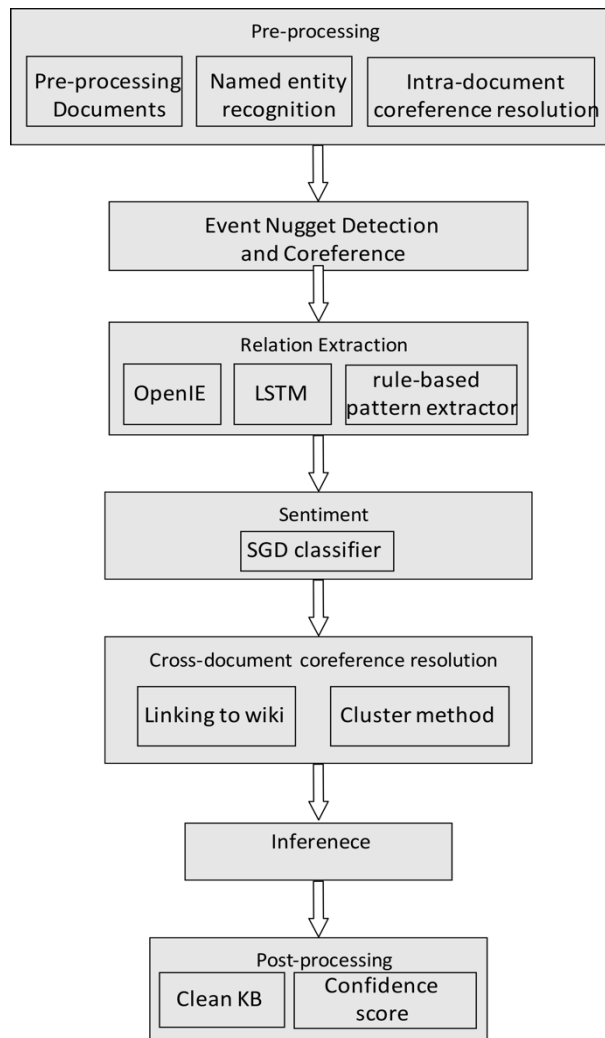 Pre-processing
Pre-processing
Documents
Named entity
recognition
Intra-document
coreference resolution
Event Nugget Detection
and Coreference
Relation Extraction
OpenIE
LSTM
rule-based
pattern extractor
Sentiment
SGD classifier
Cross-document coreference resolution
Linking to wiki
Cluster method
Inferenece
Post-processing
Clean KB
Confidence
score